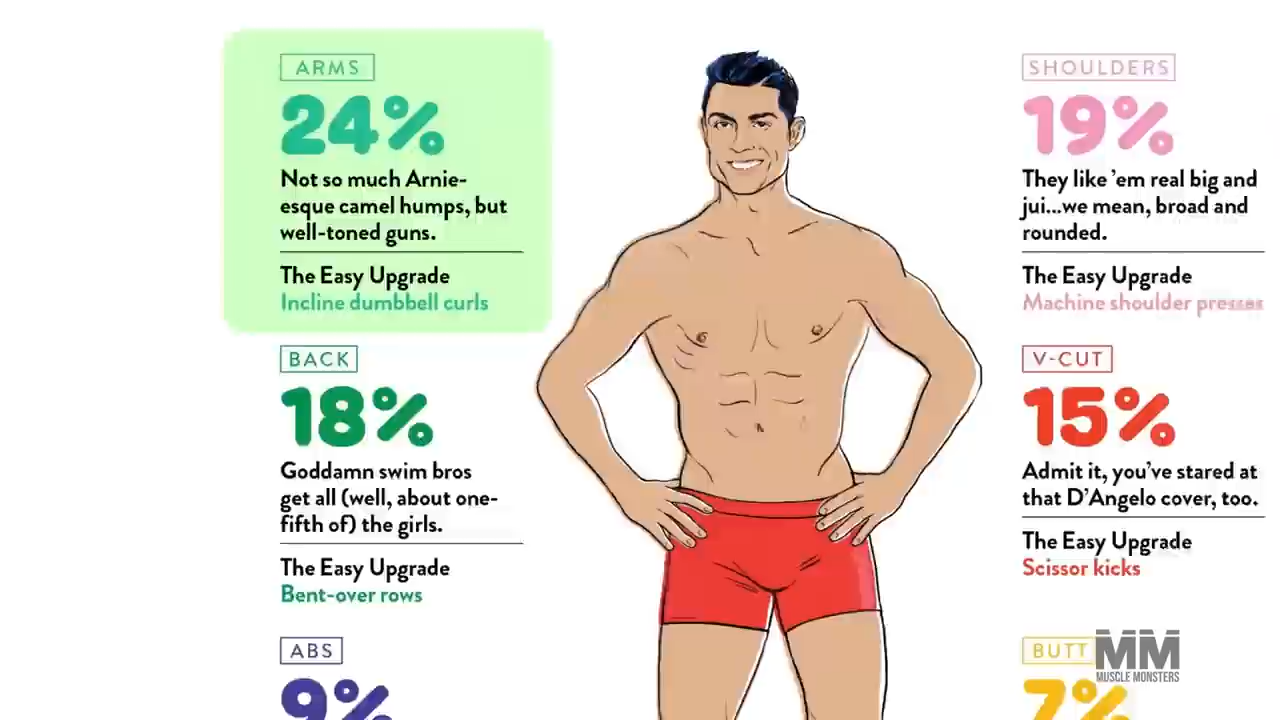 ARMS
24%
Not so much Arnie-
esque camel humps, but
well-toned guns.
The Easy Upgrade
Incline dumbbell curls
BACK
18%
Goddamn swim bros
get all (well, about one-
fifth of) the girls.
The Easy Upgrade
Bent-over rows
ABS
9%
SHOULDERS
19%
They like ’em real big and
jui...we mean, broad and
rounded.
The Easy Upgrade
Machine shoulder presses
V-CUT
15%
Admit it, you’ve stared at
that D’Angelo cover, too.
The Easy Upgrade
Scissor kicks
BUTT
7%
MM
MUSCLE MONSTERS